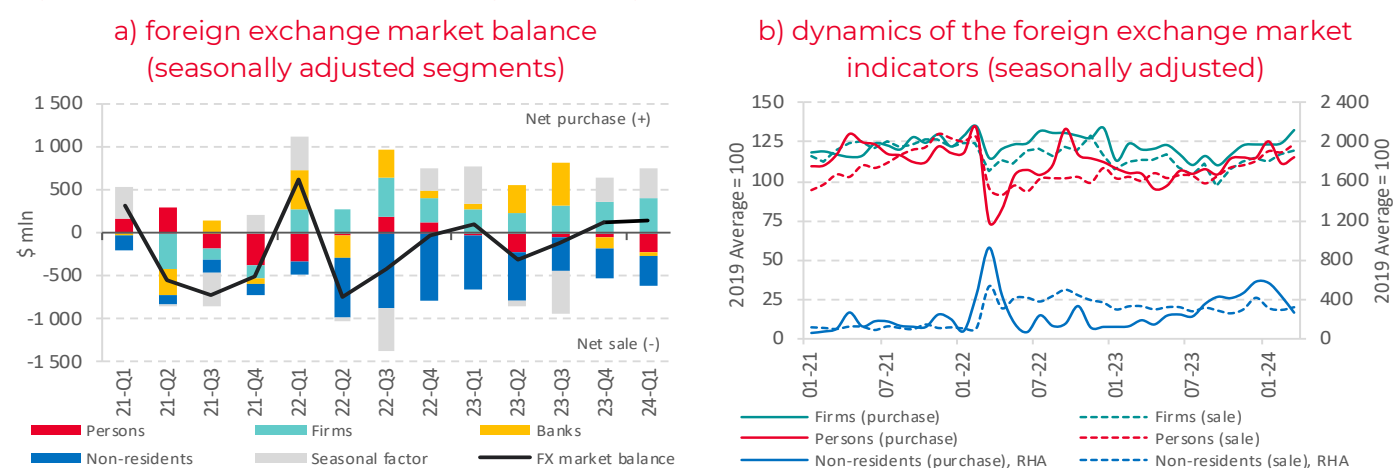 a) foreign exchange market balance
(seasonally adjusted segments)
1 500
1 000
500
0
-500
-1 000
-1 500
$ mln
Net purchase (+)
Net sale (-)
21-Q1
21-Q2
21-Q3
21-Q4
22-Q1
22-Q2
22-Q3
22-Q4
23-Q1
23-Q2
23-Q3
23-Q4
24-Q1
Persons
Firms
Banks
Non-residents
Seasonal factor
FX market balance
b) dynamics of the foreign exchange market
indicators (seasonally adjusted)
150
125
100
75
50
25
0
2019 Average = 100
2 400
2 000
1 600
1 200
800
400
0
2019 Average = 100
01-21
07-21
01-22
07-22
01-23
07-23
01-24
Firms (purchase)
Firms (sale)
Persons (purchase)
Persons (sale)
Non-residents (purchase), RHA
Non-residents (sale), RHA